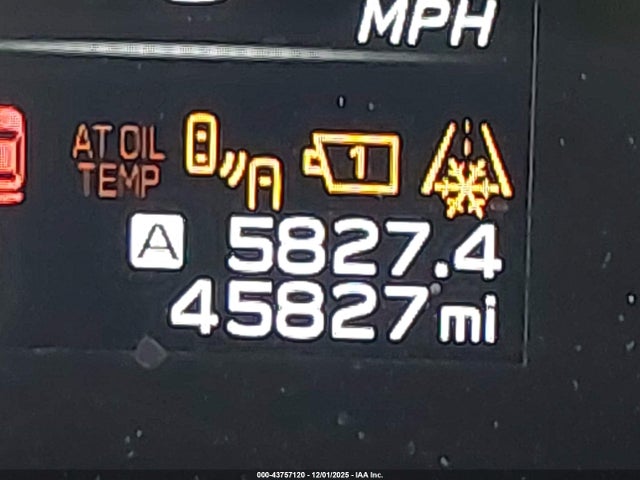 MPH
AT OIL
TEMP
1
A 5827.4
45827 mi
000-43757120 - 12/01/2025 - IAA Inc.